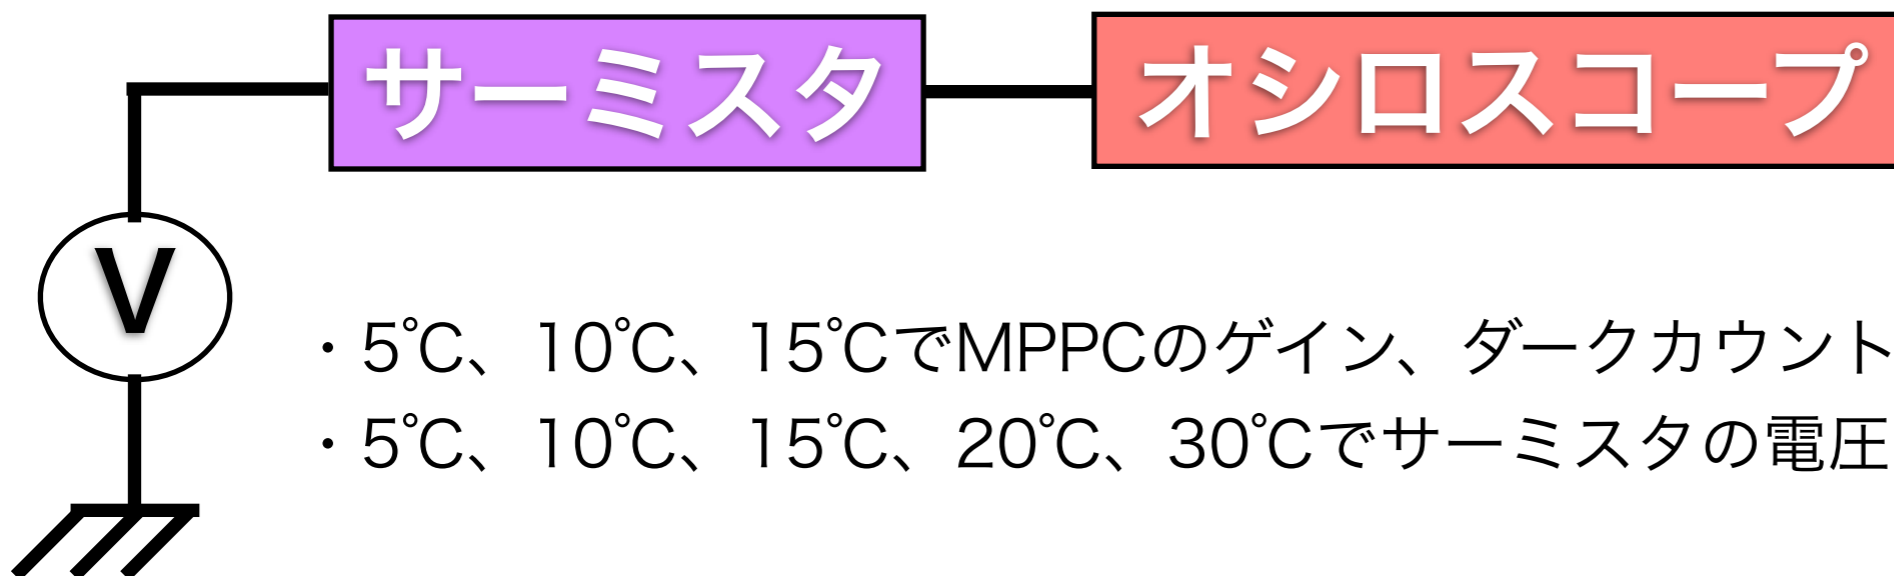 サーミスタ
オシロスコープ
V
・5℃、10℃、15℃でMPPCのゲイン、ダークカウント
・5℃、10℃、15℃、20℃、30℃でサーミスタの電圧